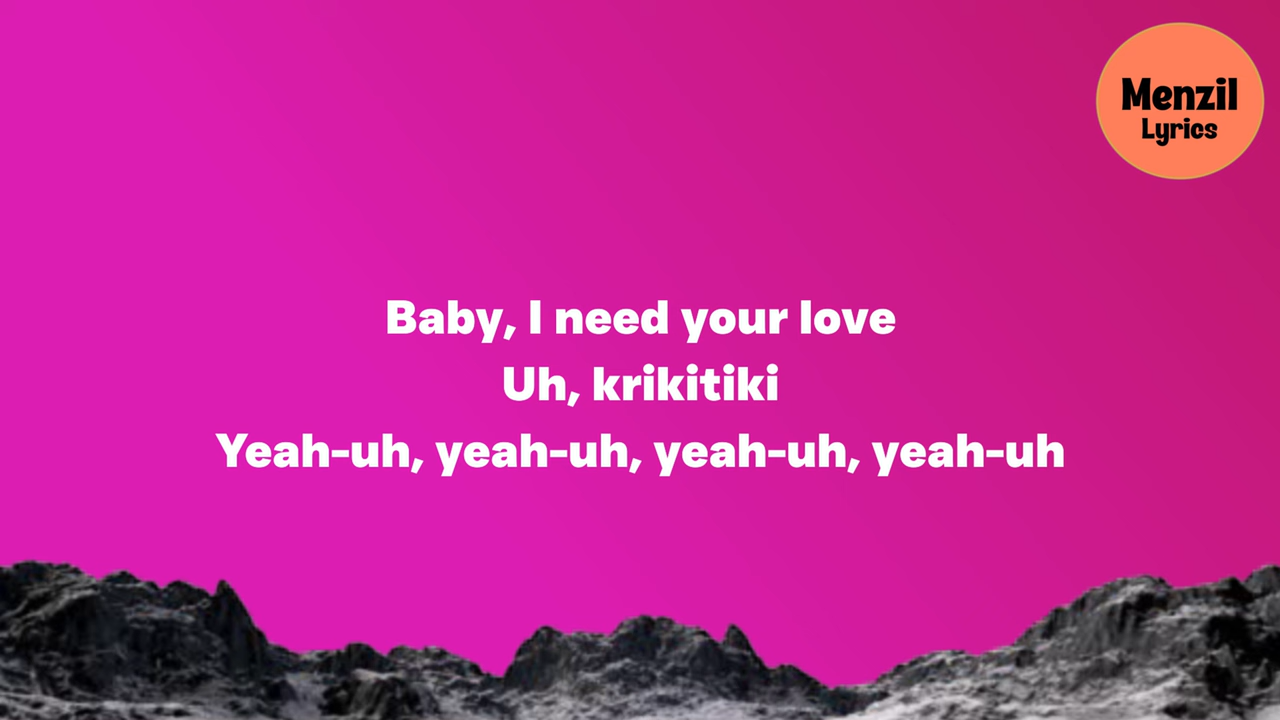 Menzil
Lyrics
Baby, I need your love
Uh, krikitiki
Yeah-uh, yeah-uh, yeah-uh, yeah-uh